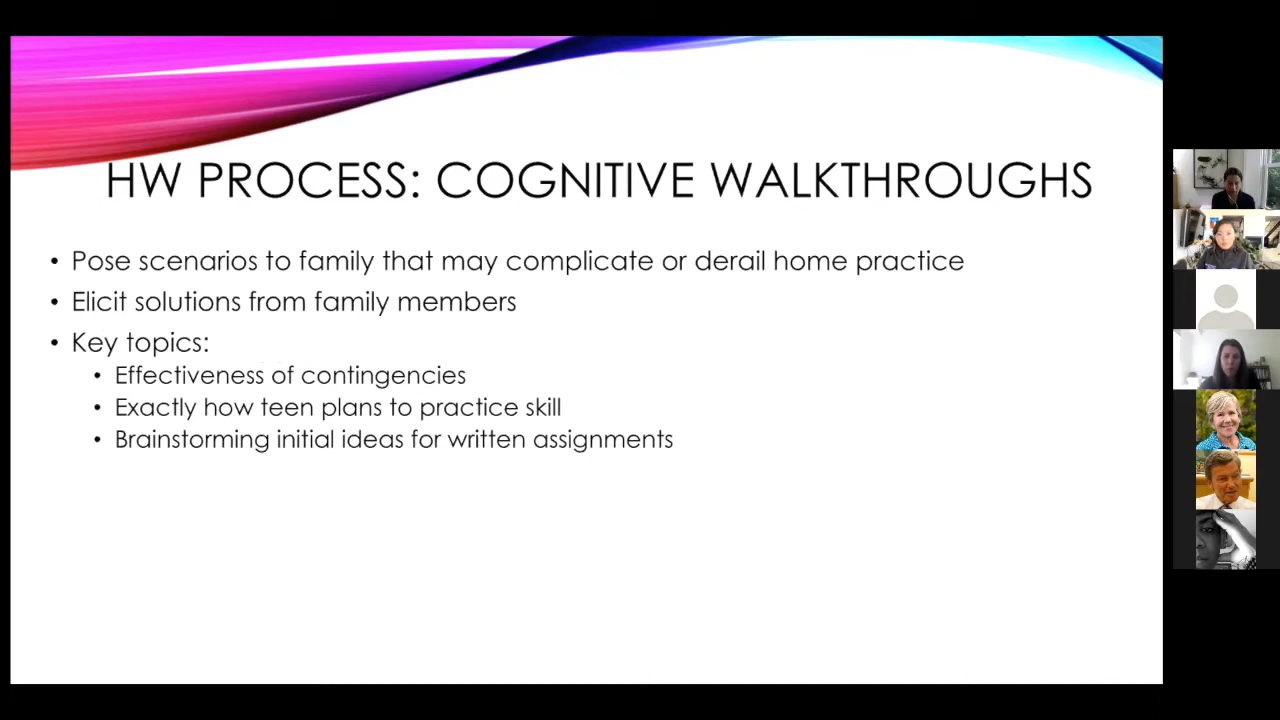 HW PROCESS: COGNITIVE WALKTHROUGHS
• Pose scenarios to family that may complicate or derail home practice
• Elicit solutions from family members
• Key topics:
• Effectiveness of contingencies
• Exactly how teen plans to practice skill
• Brainstorming initial ideas for written assignments